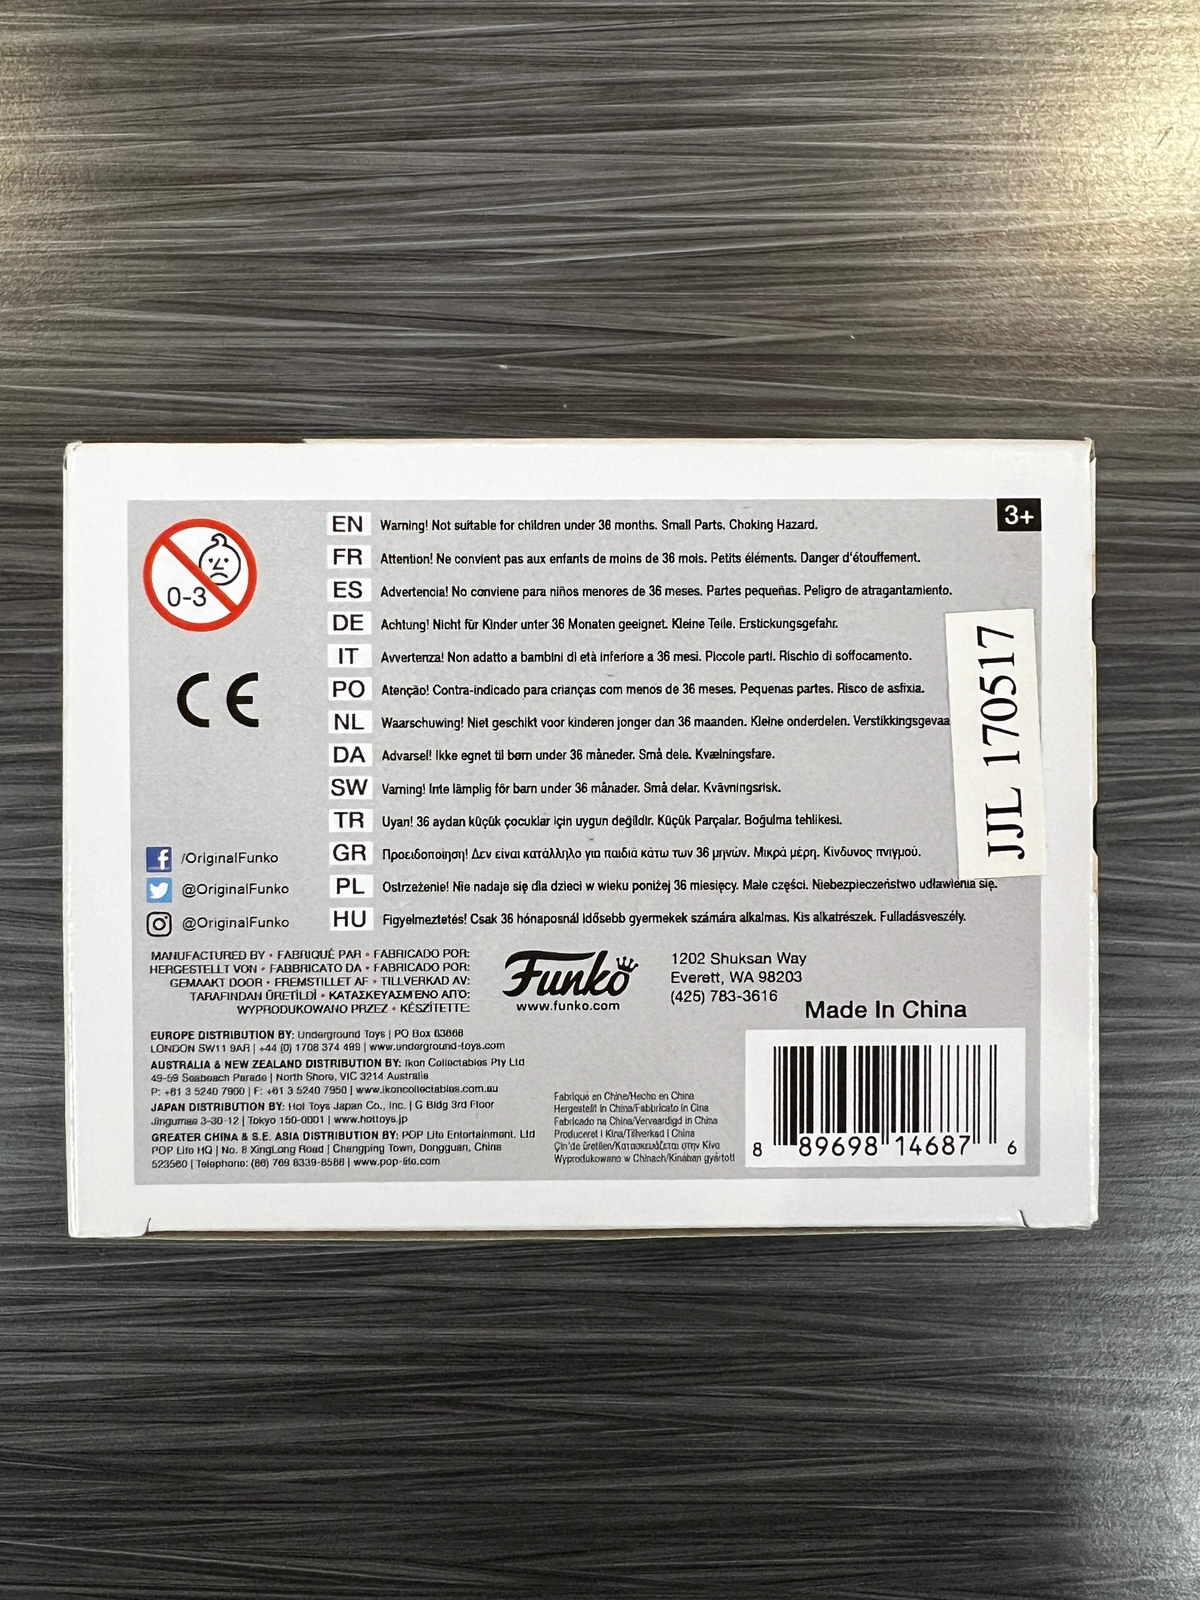 3+
0-3
EN Warning! Not suitable for children under 36 months. Small Parts. Choking Hazard.
FR Attention! Ne convient pas aux enfants de moins de 36 mois. Petits éléments. Danger d'étouffement.
ES Advertencia! No conviene para niños menores de 36 meses. Partes pequeñas. Peligro de atragantamiento.
DE Achtung! Nicht für Kinder unter 36 Monaten geeignet. Kleine Teile. Erstickungsgefahr.
IT Avvertenza! Non adatto a bambini di età inferiore a 36 mesi. Piccole parti. Rischio di soffocamento.
PO Atenção! Contra-indicado para crianças com menos de 36 meses. Pequenas partes. Risco de asfixia.
NL Waarschuwing! Niet geschikt voor kinderen jonger dan 36 maanden. Kleine onderdelen. Verstikkingsgevaa
DA Advarsel! Ikke egnet til børn under 36 måneder. Små dele. Kvælningsfare.
SW Varning! Inte lämplig för barn under 36 månader. Små delar. Kvävningsrisk.
TR Uyan! 36 aydan küçük çocuklar için uygun değildir. Küçük Parçalar. Boğulma tehlikesi.
GR Προειδοποίηση! Δεν είναι κατάλληλο για παιδιά κάτω των 36 μηνών. Μικρά μέρη. Κίνδυνος πνιγμού.
PL Ostrzeżenie! Nie nadaje się dla dzieci w wieku poniżej 36 miesięcy. Małe części. Niebezpieczeństwo udławienia się.
HU Figyelmeztetés! Csak 36 hónaposnál idősebb gyermekek számára alkalmas. Kis alkatrészek. Fulladásveszély.
CE
JJL 170517
/OriginalFunko
@OriginalFunko
@OriginalFunko
MANUFACTURED BY • FABRIQUÉ PAR • FABRICADO POR:
HERGESTELLT VON • FABBRICATO DA • FABRICADO POR:
GEMAAKT DOOR • FREMSTILLET AF • TILLVERKAD AV:
TARAFINDAN ÜRETİLDİ • ΚΑΤΑΣΚΕΥΑΣΜΕΝΟ ΑΠΌ:
WYPRODUKOWANO PRZEZ • KÉSZÍTETTE:
Funko
www.funko.com
1202 Shuksan Way
Everett, WA 98203
(425) 783-3616
Made In China
EUROPE DISTRIBUTION BY: Underground Toys | PO Box 63668
LONDON SW11 9AR | +44 (0) 1708 374 499 | www.underground-toys.com
AUSTRALIA & NEW ZEALAND DISTRIBUTION BY: Ikon Collectables Pty Ltd
49-59 Seabeach Parade | North Shore, VIC 3214 Australia
P: +61 3 5240 7900 | F: +61 3 5240 7950 | www.ikoncollectables.com.au
JAPAN DISTRIBUTION BY: Hot Toys Japan Co., Inc. | G Bldg 3rd Floor
Jingumae 3-30-12 | Tokyo 150-0001 | www.hottoys.jp
GREATER CHINA & S.E. ASIA DISTRIBUTION BY: POP Life Entertainment. Ltd
POP Life HQ | No. 8 XingLong Road | Changping Town, Dongguan, China
523560 | Telephone: (86) 769 8339-8588 | www.pop-life.com
Fabriqué en Chine/Hecho en China
Hergestellt in China/Fabbricato in Cina
Fabricado na China/Vervaardigd in China
Produceret i Kina/Tillverkad i China
Çin'de üretilen/Κατασκευάζεται στην Κίνα
Wyprodukowano w Chinach/Kínában gyártott
8 89698 14687 6